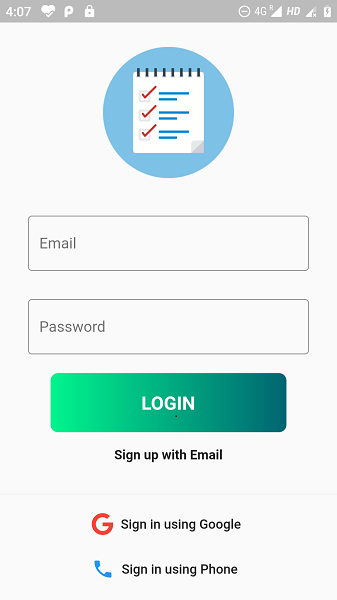 4:07 4G R HD
Email
Password
LOGIN
Sign up with Email
Sign in using Google
Sign in using Phone